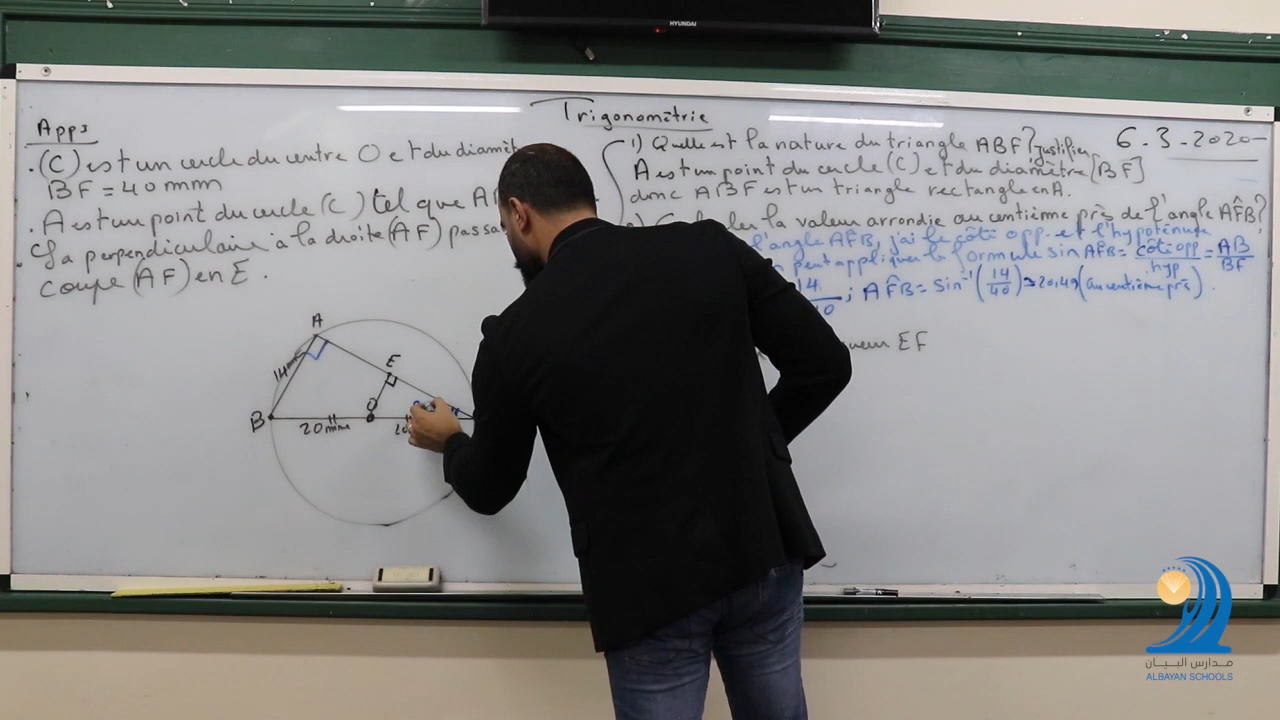 HYUNDAI
Trigonométrie
6.3.2020
Apps
. (C) est un cercle du centre O et du diamètre
BF = 40 mm
. A est un point du cercle (C) tel que A
. La perpendiculaire à la droite (AF) passa
coupe (AF) en E.
1) Quelle est la nature du triangle ABF? Justifier
A est un point du cercle (C) et du diamètre [BF]
donc ABF est un triangle rectangle en A.
la valeur arrondie au centième près de l'angle AF̂B?
l'angle AF̂B, j'ai le côté opp. et l'hypoténuse
peut appliquer la formule sin AF̂B = côté opp/hyp = AB/BF
14/40 ; AF̂B = sin⁻¹(14/40) ≃ 20,49 (au centième près).
EF
A
14mm
E
B
O
20mm
MADARIS مدارس البيان
ALBAYAN SCHOOLS